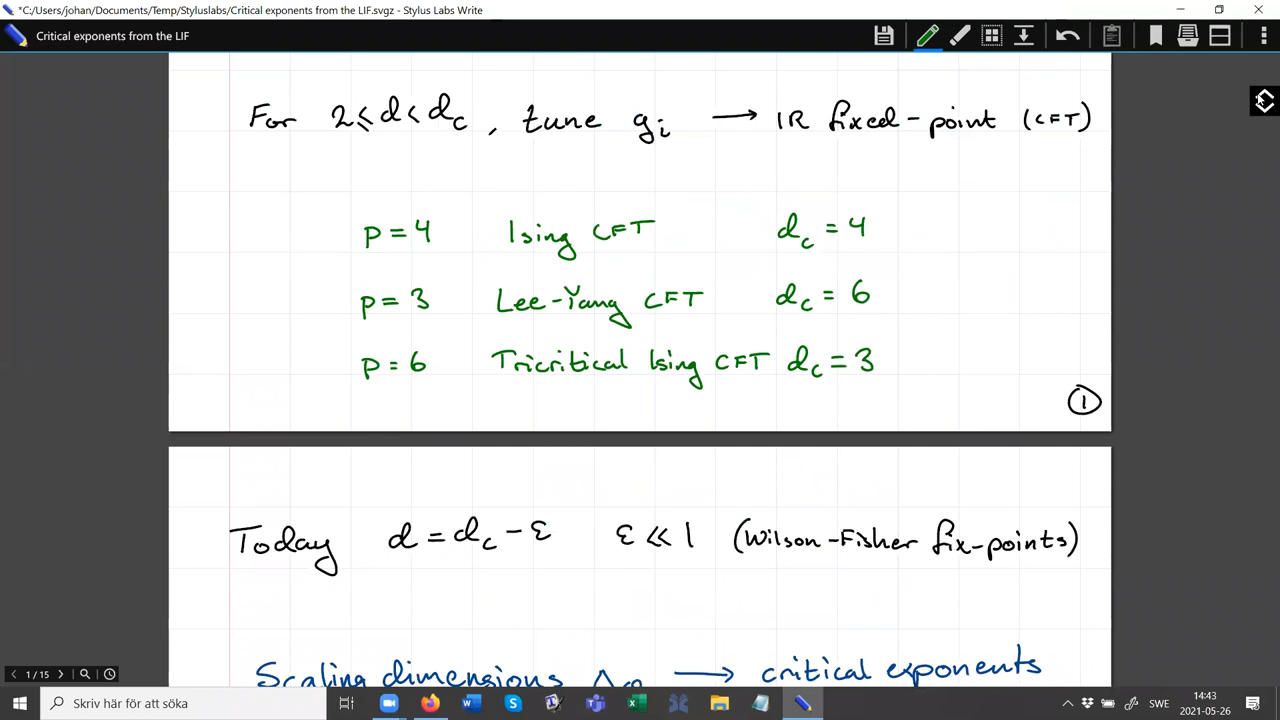 *C:/Users/johan/Documents/Temp/Styluslabs/Critical exponents from the LIF.svgz - Stylus Labs Write
Critical exponents from the LIF
For 2 ≤ d < d_c , tune g_i → IR fixed-point (CFT)
p = 4 Ising CFT d_c = 4
p = 3 Lee-Yang CFT d_c = 6
p = 6 Tricritical Ising CFT d_c = 3
1
Today d = d_c - ε ε << 1 (Wilson-Fisher fix-points)
Scaling dimensions → critical exponents
1/15
Skriv här för att söka
SWE
14:43
2021-05-26